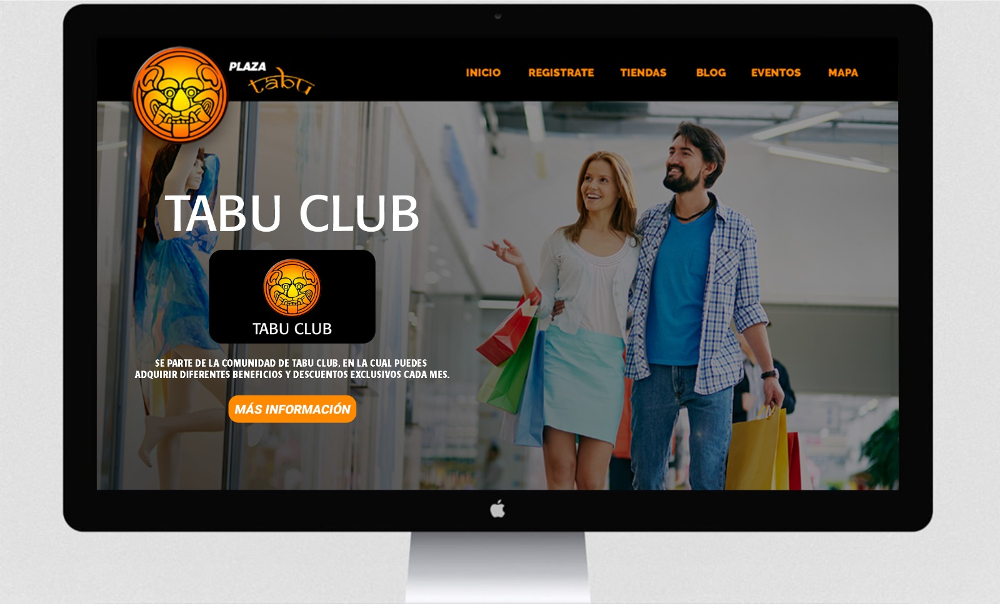 PLAZA
tabu
INICIO REGISTRATE TIENDAS BLOG EVENTOS MAPA
TABU CLUB
TABU CLUB
SE PARTE DE LA COMUNIDAD DE TABU CLUB, EN LA CUAL PUEDES
ADQUIRIR DIFERENTES BENEFICIOS Y DESCUENTOS EXCLUSIVOS CADA MES.
MÁS INFORMACIÓN